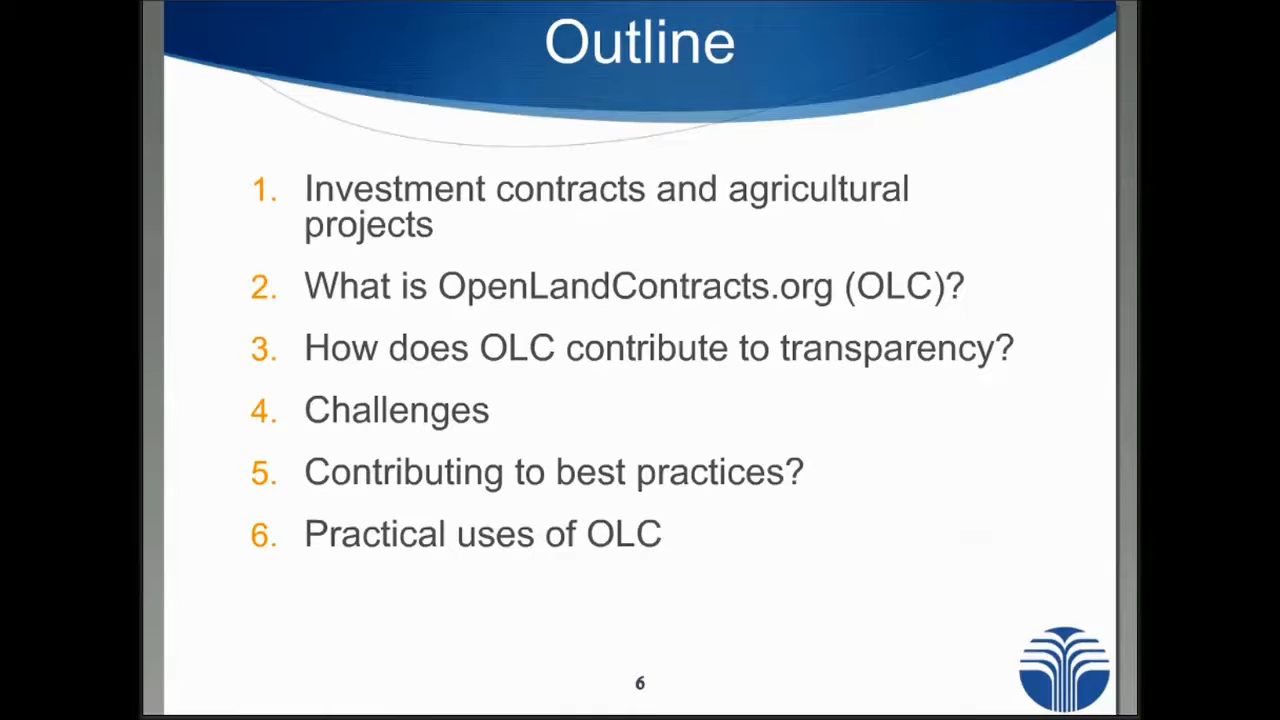 Outline
1. Investment contracts and agricultural
projects
2. What is OpenLandContracts.org (OLC)?
3. How does OLC contribute to transparency?
4. Challenges
5. Contributing to best practices?
6. Practical uses of OLC
6